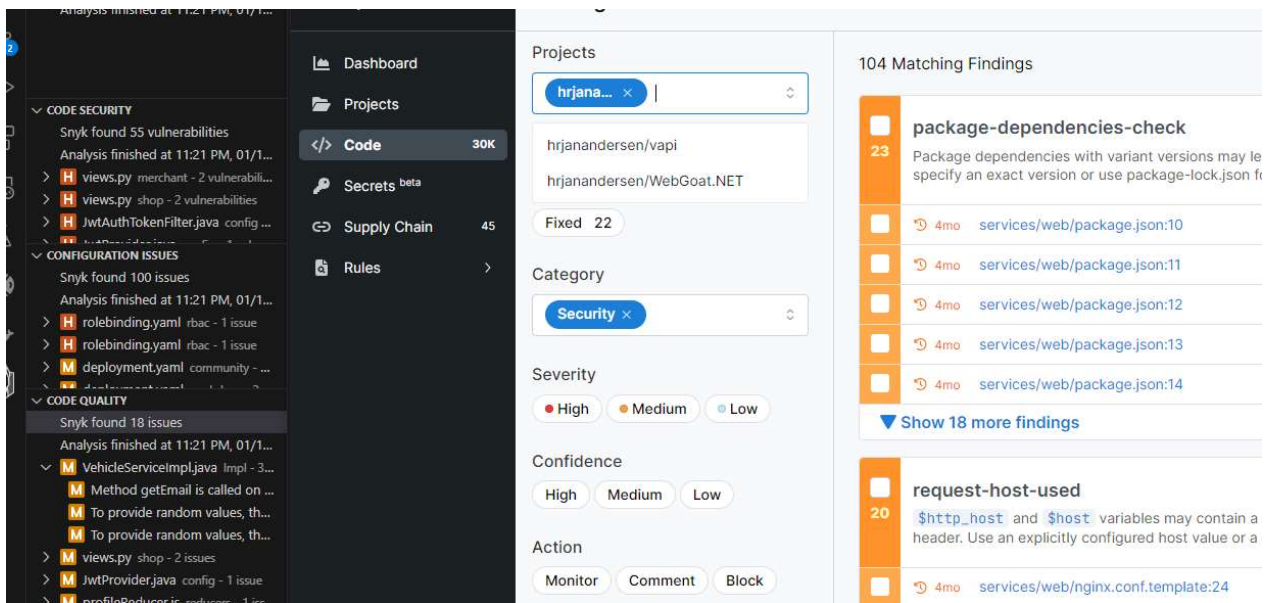 Analysis finished at 11:21 PM, 01/1...
2
CODE SECURITY
Snyk found 55 vulnerabilities
Analysis finished at 11:21 PM, 01/1...
H views.py merchant - 2 vulnerabili...
H views.py shop - 2 vulnerabilities
H JwtAuthTokenFilter.java config ...
CONFIGURATION ISSUES
Snyk found 100 issues
Analysis finished at 11:21 PM, 01/1...
H rolebinding.yaml rbac - 1 issue
H rolebinding.yaml rbac - 1 issue
M deployment.yaml community - ...
CODE QUALITY
Snyk found 18 issues
Analysis finished at 11:21 PM, 01/1...
M VehicleServiceImpl.java Impl - 3...
M Method getEmail is called on ...
M To provide random values, th...
M To provide random values, th...
M views.py shop - 2 issues
M JwtProvider.java config - 1 issue
Dashboard
Projects
</> Code 30K
Secrets beta
Supply Chain 45
Rules
Projects
hrjana... ×
hrjanandersen/vapi
hrjanandersen/WebGoat.NET
Fixed 22
Category
Security ×
Severity
High Medium Low
Confidence
High Medium Low
Action
Monitor Comment Block
104 Matching Findings
23
package-dependencies-check
Package dependencies with variant versions may le
specify an exact version or use package-lock.json f
4mo services/web/package.json:10
4mo services/web/package.json:11
4mo services/web/package.json:12
4mo services/web/package.json:13
4mo services/web/package.json:14
Show 18 more findings
20
request-host-used
$http_host and $host variables may contain a
header. Use an explicitly configured host value or a
4mo services/web/nginx.conf.template:24